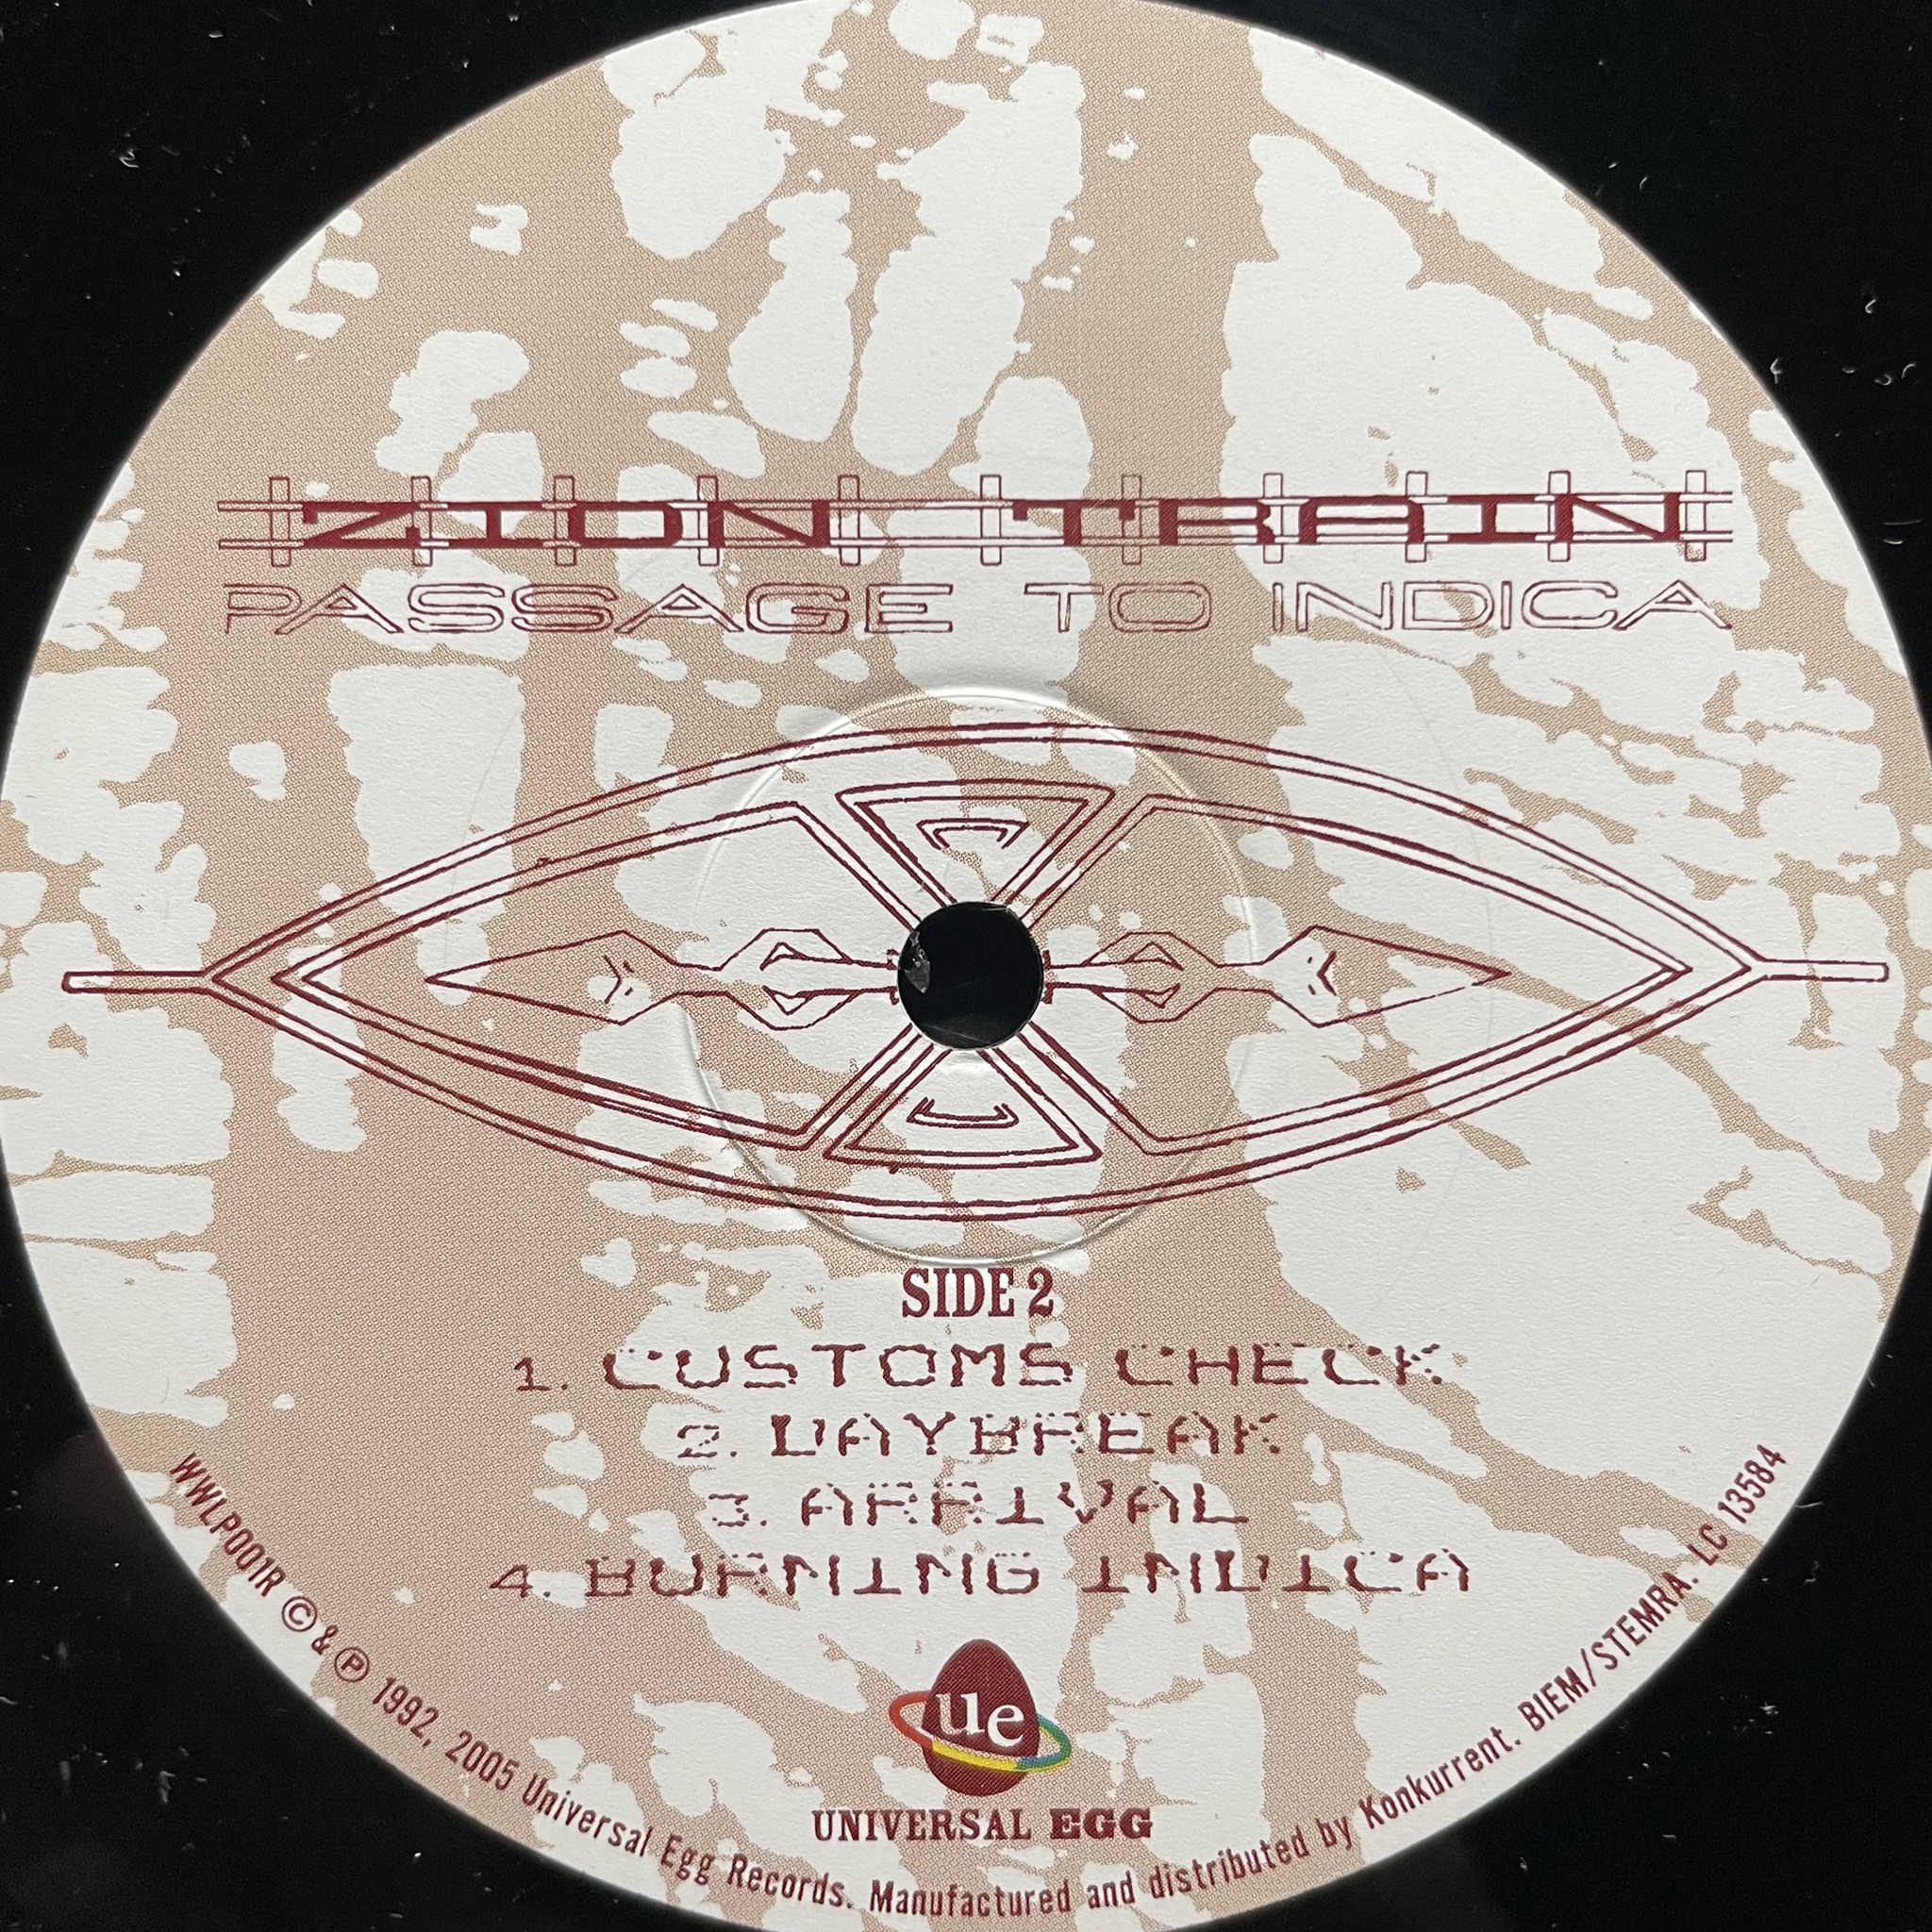 ZION TRAIN
PASSAGE TO INDICA
SIDE 2
1. CUSTOMS CHECK
2. DAYBREAK
3. ARRIVAL
4. BURNING INDICA
ue
UNIVERSAL EGG
WWLP001R © & ℗ 1992, 2005 Universal Egg Records. Manufactured and distributed by Konkurrent. BIEM/STEMRA. LC 13584